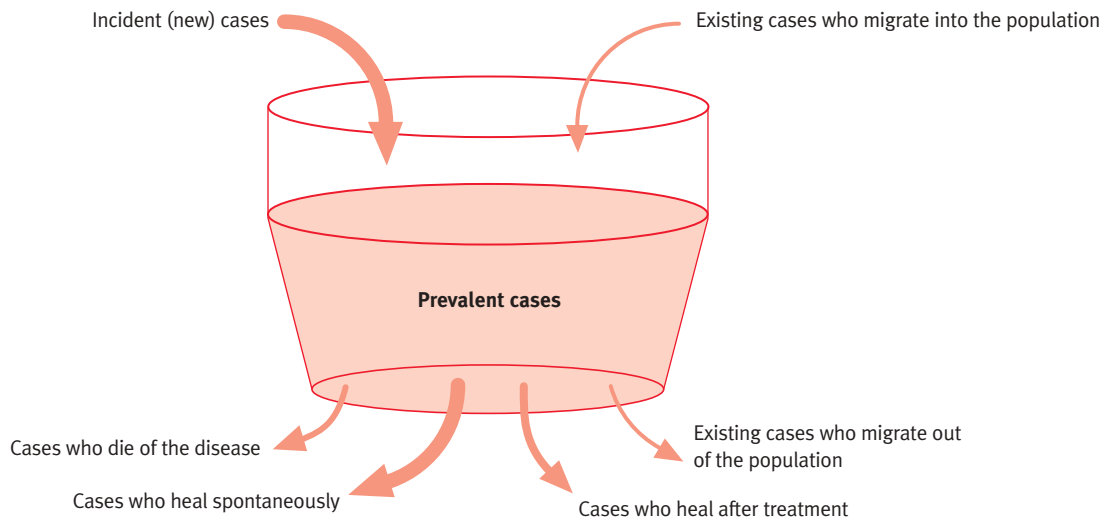 Incident (new) cases
Existing cases who migrate into the population
Prevalent cases
Cases who die of the disease
Existing cases who migrate out
of the population
Cases who heal spontaneously
Cases who heal after treatment